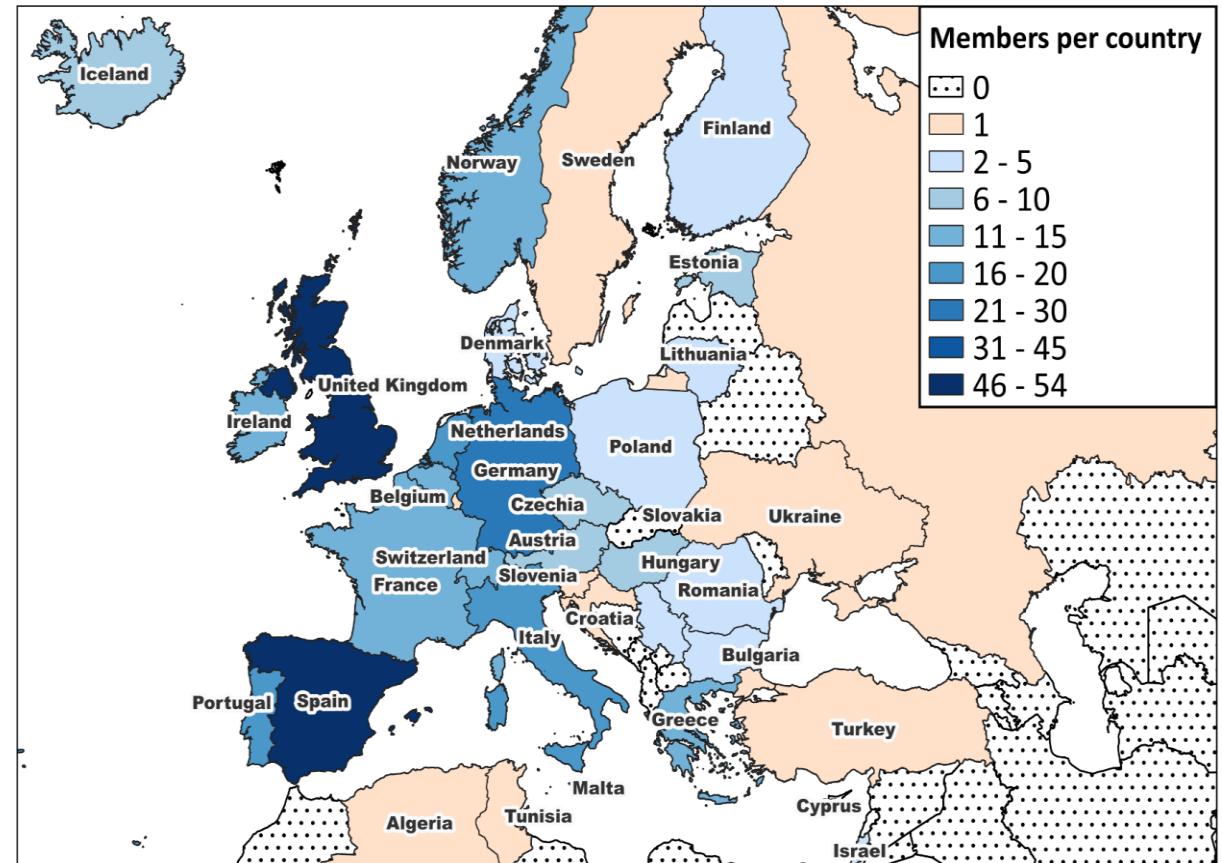 Members per country
0
1
2 - 5
6 - 10
11 - 15
16 - 20
21 - 30
31 - 45
46 - 54
Iceland
Norway
Sweden
Finland
Estonia
Denmark
Lithuania
United Kingdom
Ireland
Netherlands
Poland
Germany
Belgium
Czechia
Slovakia
Ukraine
Austria
Switzerland
Hungary
Slovenia
France
Romania
Croatia
Italy
Bulgaria
Portugal
Spain
Greece
Turkey
Malta
Cyprus
Algeria
Tunisia
Israel